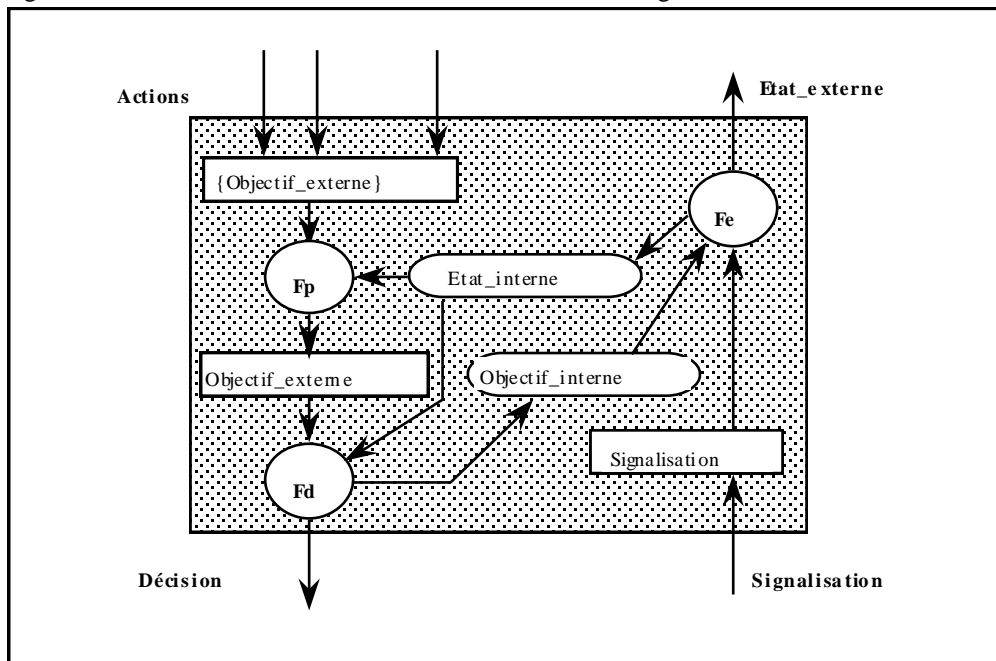 Actions
Etat_externe
{Objectif_externe}
Fe
Fp
Etat_interne
Objectif_externe
Objectif_interne
Signalisation
Fd
Décision
Signalisation